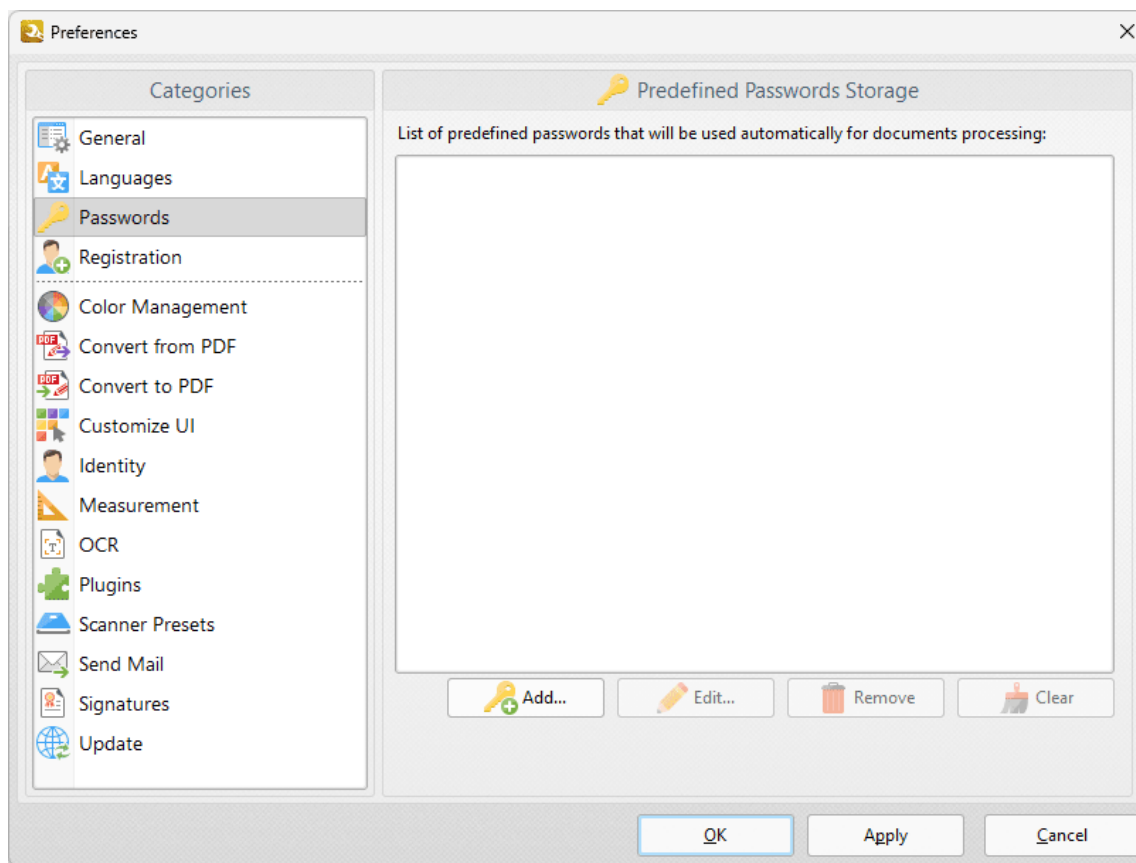 Preferences
Categories
General
Languages
Passwords
Registration
Color Management
Convert from PDF
Convert to PDF
Customize UI
Identity
Measurement
OCR
Plugins
Scanner Presets
Send Mail
Signatures
Update
Predefined Passwords Storage
List of predefined passwords that will be used automatically for documents processing:
Add... Edit... Remove Clear
OK Apply Cancel